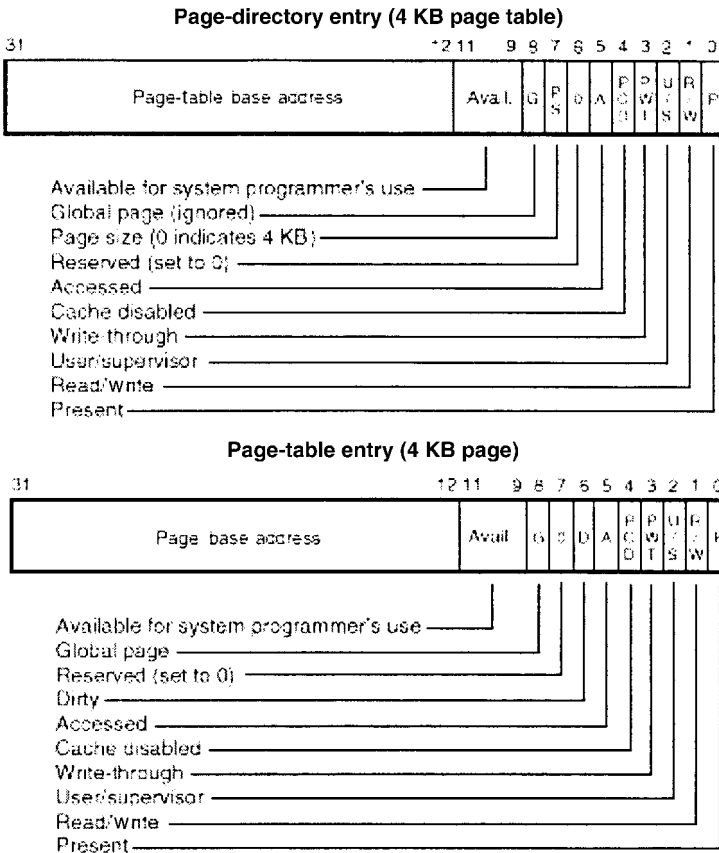 Page-directory entry (4 KB page table)
31 12 11 9 8 7 6 5 4 3 2 1 0
Page-table base address Avail. G PS 0 A PCD PWT U/S R/W P
Available for system programmer's use
Global page (ignored)
Page size (0 indicates 4 KB)
Reserved (set to 0)
Accessed
Cache disabled
Write-through
User/supervisor
Read/write
Present
Page-table entry (4 KB page)
31 12 11 9 8 7 6 5 4 3 2 1 0
Page base address Avail G 0 D A PCD PWT U/S R/W P
Available for system programmer's use
Global page
Reserved (set to 0)
Dirty
Accessed
Cache disabled
Write-through
User/supervisor
Read/write
Present